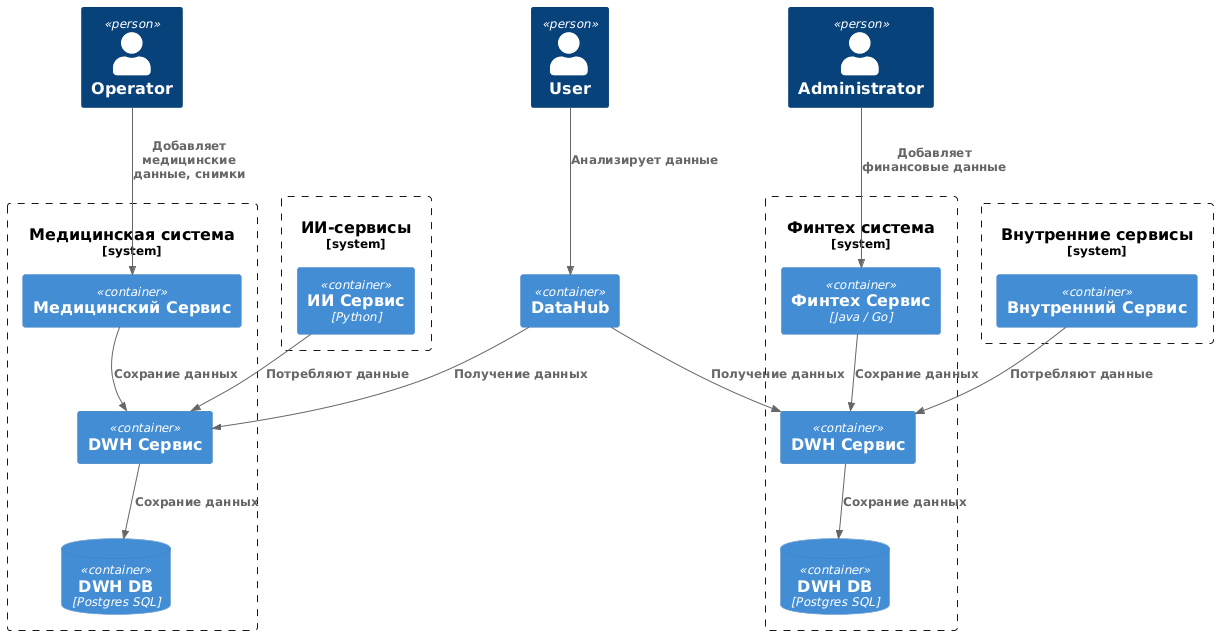 «person»
Operator
«person»
User
«person»
Administrator
Добавляет
медицинские
данные, снимки
Анализирует данные
Добавляет
финансовые данные
Медицинская система
[system]
ИИ-сервисы
[system]
Финтех система
[system]
Внутренние сервисы
[system]
«container»
Медицинский Сервис
«container»
ИИ Сервис
[Python]
«container»
DataHub
«container»
Финтех Сервис
[Java / Go]
«container»
Внутренний Сервис
Сохрание данных
Потребляют данные
Получение данных
Получение данных
Сохрание данных
Потребляют данные
«container»
DWH Сервис
«container»
DWH Сервис
Сохрание данных
Сохрание данных
«container»
DWH DB
[Postgres SQL]
«container»
DWH DB
[Postgres SQL]